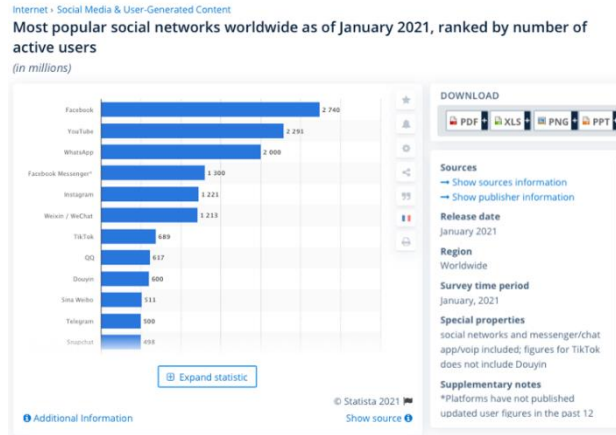 Internet › Social Media & User-Generated Content
Most popular social networks worldwide as of January 2021, ranked by number of
active users
(in millions)
Facebook 2 740
YouTube 2 291
WhatsApp 2 000
Facebook Messenger* 1 300
Instagram 1 221
Weixin / WeChat 1 213
TikTok 689
QQ 617
Douyin 600
Sina Weibo 511
Telegram 500
Snapchat 498
Expand statistic
© Statista 2021
Additional Information
Show source
DOWNLOAD
PDF + XLS + PNG + PPT +
Sources
→ Show sources information
→ Show publisher information
Release date
January 2021
Region
Worldwide
Survey time period
January, 2021
Special properties
social networks and messenger/chat
app/voip included; figures for TikTok
does not include Douyin
Supplementary notes
*Platforms have not published
updated user figures in the past 12